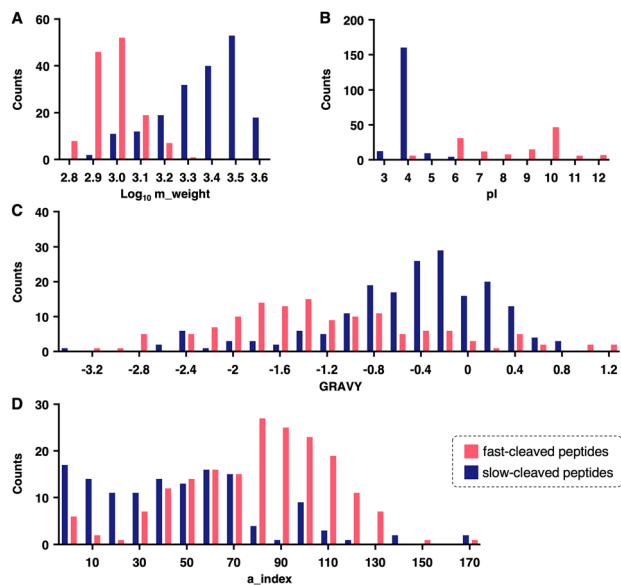 A
60
40
20
0
Counts
2.8 2.9 3.0 3.1 3.2 3.3 3.4 3.5 3.6
Log₁₀ m_weight
B
200
150
100
50
0
Counts
3 4 5 6 7 8 9 10 11 12
pI
C
40
30
20
10
0
Counts
-3.2 -2.8 -2.4 -2 -1.6 -1.2 -0.8 -0.4 0 0.4 0.8 1.2
GRAVY
D
30
20
10
0
Counts
10 30 50 70 90 110 130 150 170
a_index
fast-cleaved peptides
slow-cleaved peptides